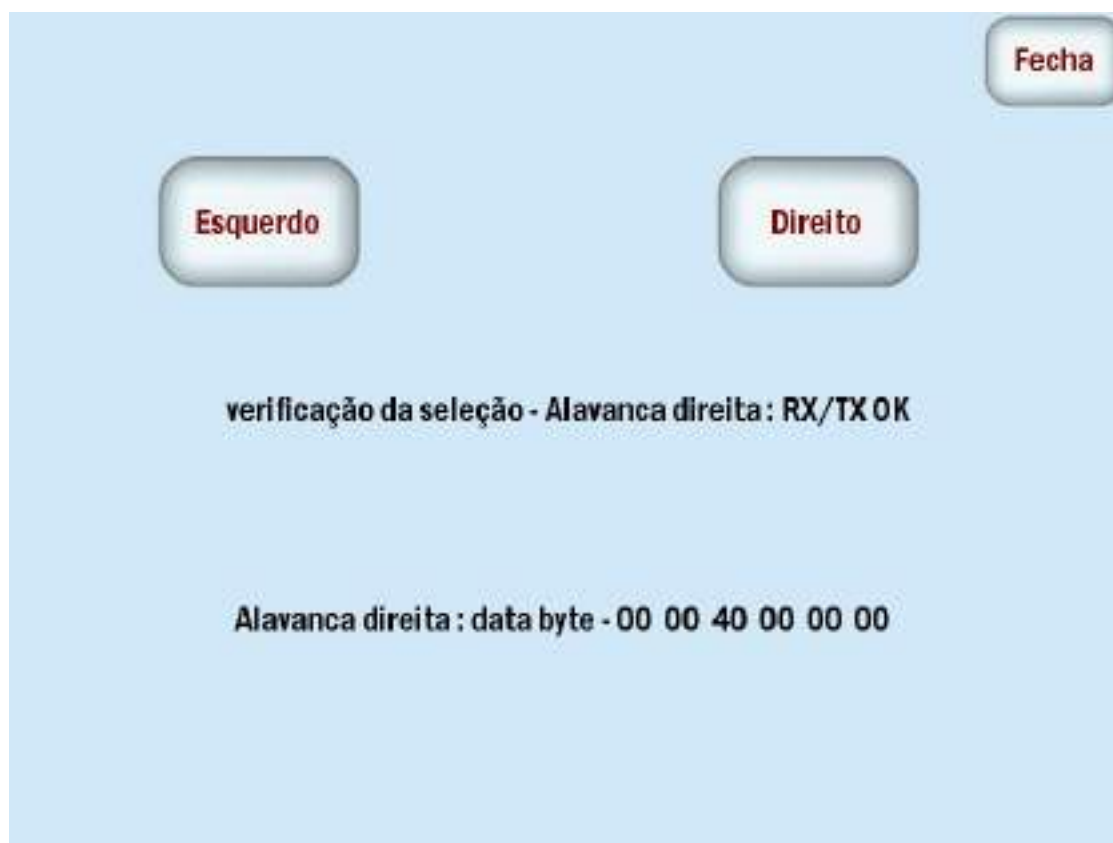 Fecha
Esquerdo
Direito
verificação da seleção - Alavanca direita : RX/TX OK
Alavanca direita : data byte - 00 00 40 00 00 00